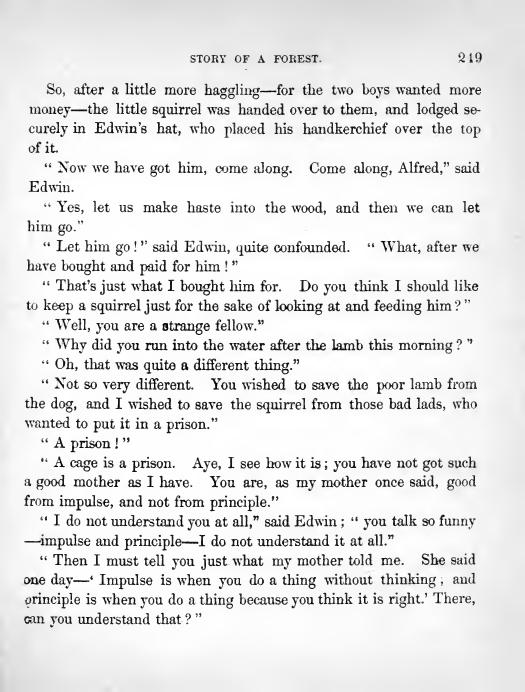 STORY OF A FOREST. 249
So, after a little more haggling—for the two boys wanted more
money—the little squirrel was handed over to them, and lodged se-
curely in Edwin's hat, who placed his handkerchief over the top
of it.
“ Now we have got him, come along. Come along, Alfred,” said
Edwin.
“ Yes, let us make haste into the wood, and then we can let
him go.”
“ Let him go ! ” said Edwin, quite confounded. “ What, after we
have bought and paid for him ! ”
“ That's just what I bought him for. Do you think I should like
to keep a squirrel just for the sake of looking at and feeding him ? ”
“ Well, you are a strange fellow.”
“ Why did you run into the water after the lamb this morning ? ”
“ Oh, that was quite a different thing.”
“ Not so very different. You wished to save the poor lamb from
the dog, and I wished to save the squirrel from those bad lads, who
wanted to put it in a prison.”
“ A prison ! ”
“ A cage is a prison. Aye, I see how it is ; you have not got such
a good mother as I have. You are, as my mother once said, good
from impulse, and not from principle.”
“ I do not understand you at all,” said Edwin ; “ you talk so funny
—impulse and principle—I do not understand it at all.”
“ Then I must tell you just what my mother told me. She said
one day—‘ Impulse is when you do a thing without thinking ; and
principle is when you do a thing because you think it is right.’ There,
can you understand that ? ”